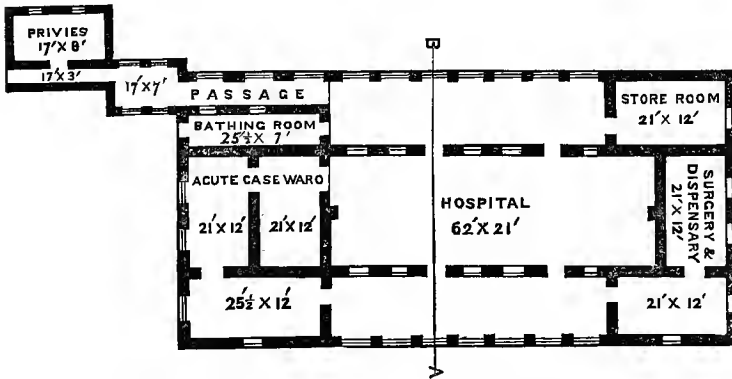 PRIVIES
17' X 8'
17' X 3'
17' X 7'
PASSAGE
BATHING ROOM
25½ X 7'
ACUTE CASE WARD
21' X 12'
21' X 12'
25½' X 12'
B
HOSPITAL
62' X 21'
A
STORE ROOM
21' X 12'
SURGERY &
DISPENSARY
21' X 12'
21' X 12'